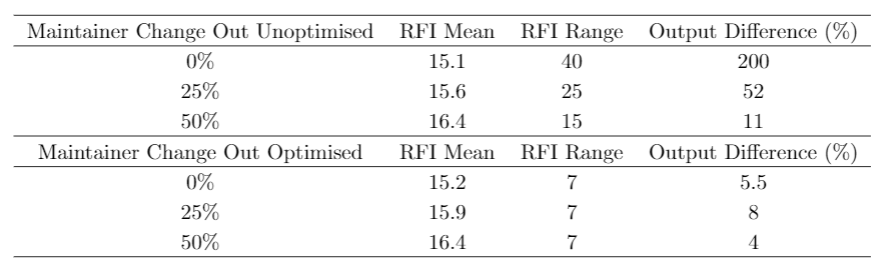 Maintainer Change Out Unoptimised RFI Mean RFI Range Output Difference (%)
0% 15.1 40 200
25% 15.6 25 52
50% 16.4 15 11
Maintainer Change Out Optimised RFI Mean RFI Range Output Difference (%)
0% 15.2 7 5.5
25% 15.9 7 8
50% 16.4 7 4